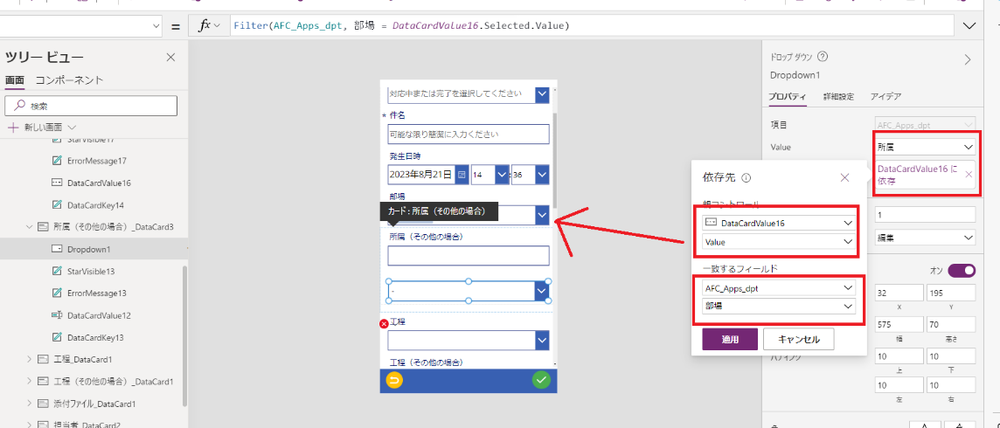 = fx Filter(AFC_Apps_dpt, 部場 = DataCardValue16.Selected.Value)
ツリー ビュー
画面 コンポーネント
検索
新しい画面
StarVisible17
ErrorMessage17
DataCardValue16
DataCardKey14
所属（その他の場合）_DataCard3
Dropdown1
StarVisible13
ErrorMessage13
DataCardValue12
DataCardKey13
工程_DataCard1
工程（その他の場合）_DataCard1
添付ファイル_DataCard1
担当者_DataCard2
対応中または完了を選択してください
* 件名
可能な限り簡潔に入力ください
発生日時
2023年8月21日 14 : 36
部場
カード : 所属（その他の場合）
所属（その他の場合）
-
工程
工程（その他の場合）
依存先
親コントロール
DataCardValue16
Value
一致するフィールド
AFC_Apps_dpt
部場
適用 キャンセル
ドロップ ダウン
Dropdown1
プロパティ 詳細設定 アイデア
項目 AFC_Apps_dpt
Value 所属
DataCardValue16 に
依存
1
編集
オン
32 195
X Y
575 70
幅 高さ
パディング 10 10
上 下
10 10
左 右